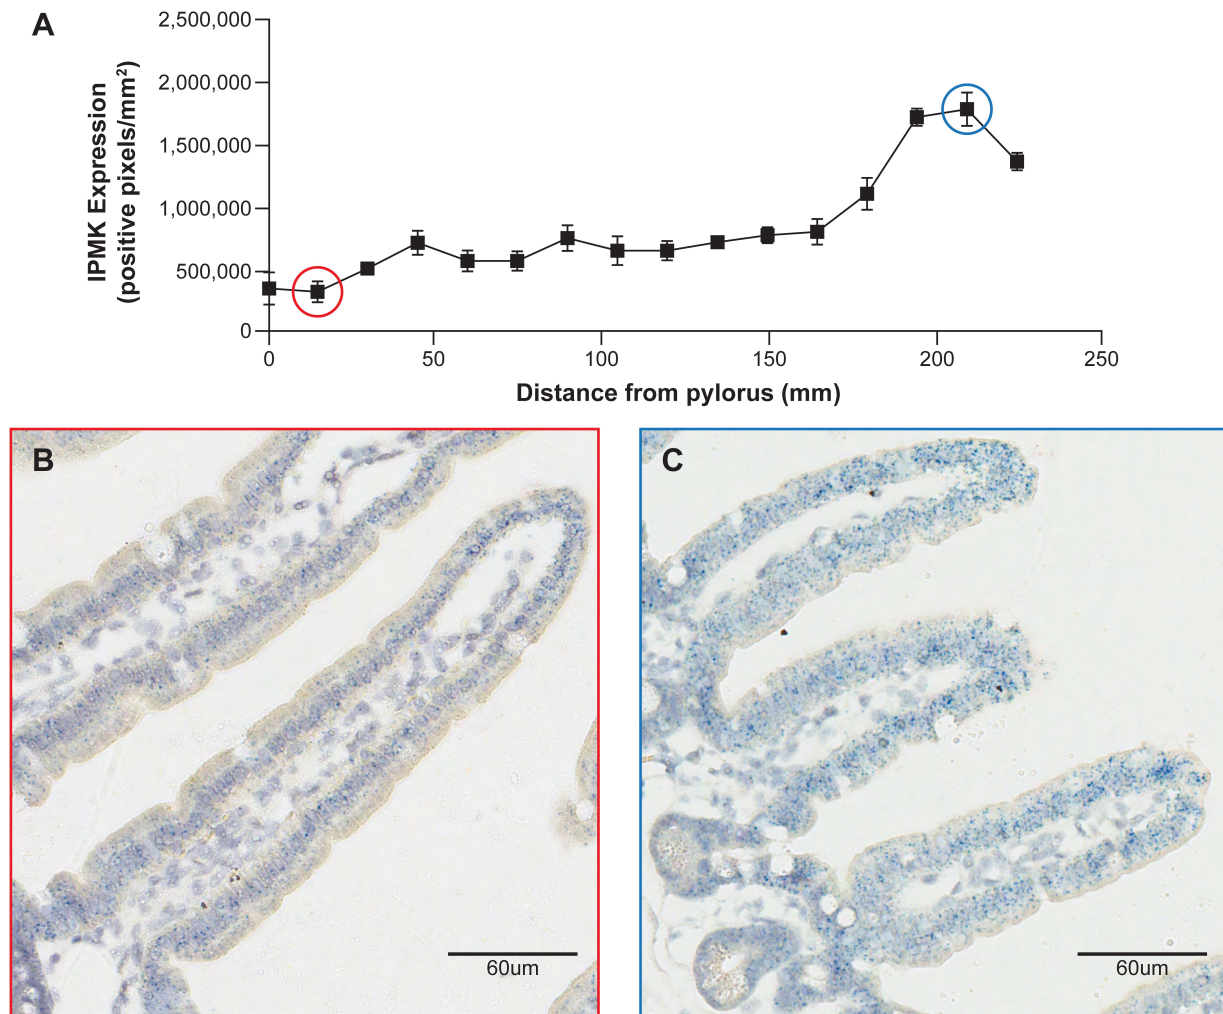 A
2,500,000
2,000,000
1,500,000
1,000,000
500,000
0
IPMK Expression
(positive pixels/mm²)
0 50 100 150 200 250
Distance from pylorus (mm)
B
60um
C
60um